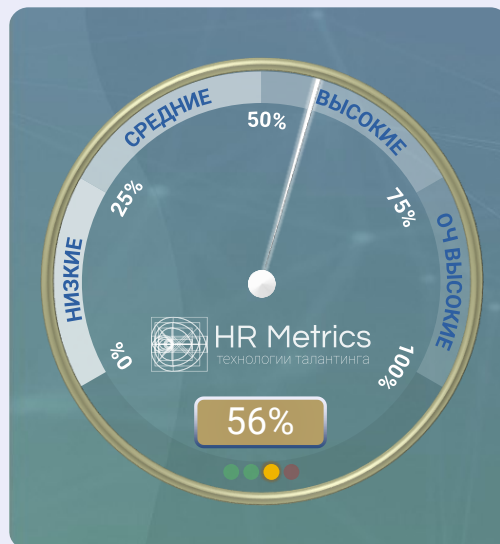 СРЕДНИЕ
50%
ВЫСОКИЕ
25%
75%
НИЗКИЕ
ОЧ ВЫСОКИЕ
0%
100%
HR Metrics
технологии талантинга
56%